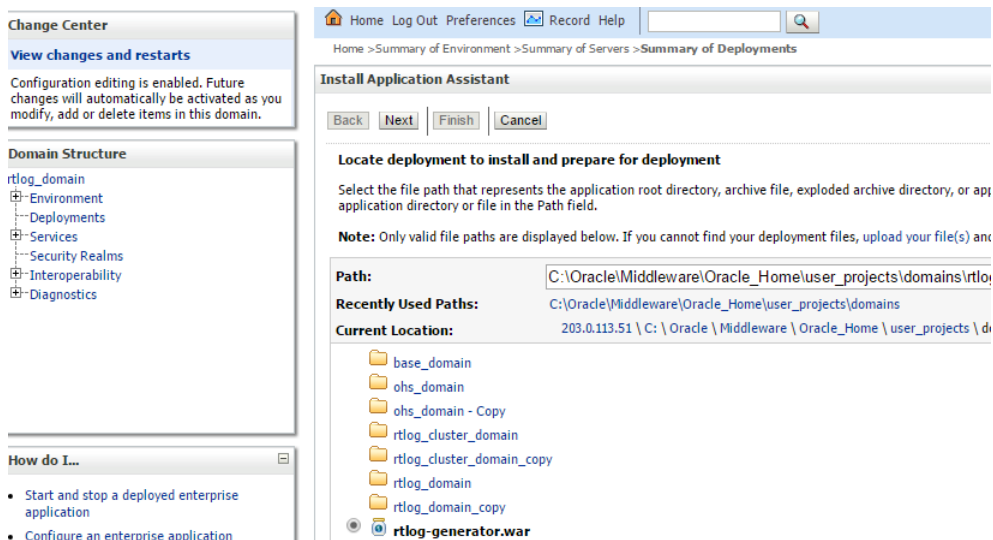 Change Center
View changes and restarts
Configuration editing is enabled. Future
changes will automatically be activated as you
modify, add or delete items in this domain.
Domain Structure
rtlog_domain
Environment
Deployments
Services
Security Realms
Interoperability
Diagnostics
How do I...
Start and stop a deployed enterprise
application
Configure an enterprise application
Home Log Out Preferences Record Help
Home >Summary of Environment >Summary of Servers >Summary of Deployments
Install Application Assistant
Back Next Finish Cancel
Locate deployment to install and prepare for deployment
Select the file path that represents the application root directory, archive file, exploded archive directory, or app
application directory or file in the Path field.
Note: Only valid file paths are displayed below. If you cannot find your deployment files, upload your file(s) and
Path: C:\Oracle\Middleware\Oracle_Home\user_projects\domains\rtlog
Recently Used Paths: C:\Oracle\Middleware\Oracle_Home\user_projects\domains
Current Location: 203.0.113.51 \ C: \ Oracle \ Middleware \ Oracle_Home \ user_projects \ d
base_domain
ohs_domain
ohs_domain - Copy
rtlog_cluster_domain
rtlog_cluster_domain_copy
rtlog_domain
rtlog_domain_copy
rtlog-generator.war